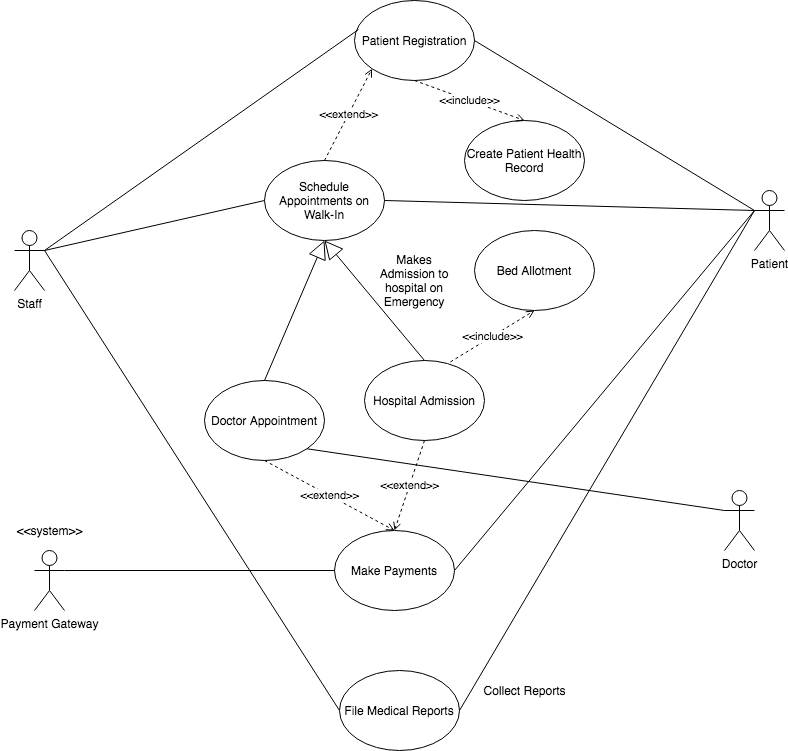 Patient Registration
<<extend>>
<<include>>
Create Patient Health
Record
Schedule
Appointments on
Walk-In
Staff
Patient
Makes
Admission to
hospital on
Emergency
Bed Allotment
<<include>>
Doctor Appointment
Hospital Admission
<<extend>>
<<extend>>
<<system>>
Payment Gateway
Make Payments
Doctor
File Medical Reports
Collect Reports